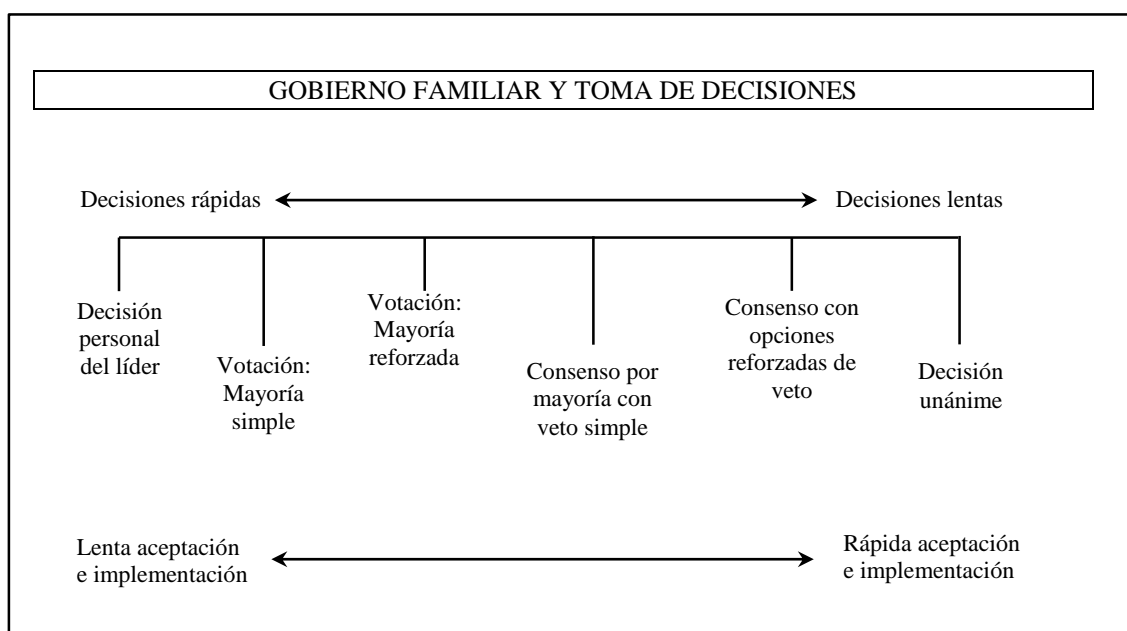 GOBIERNO FAMILIAR Y TOMA DE DECISIONES
Decisiones rápidas
Decisiones lentas
Decisión
personal
del líder
Votación:
Mayoría
simple
Votación:
Mayoría
reforzada
Consenso por
mayoría con
veto simple
Consenso con
opciones
reforzadas de
veto
Decisión
unánime
Lenta aceptación
e implementación
Rápida aceptación
e implementación